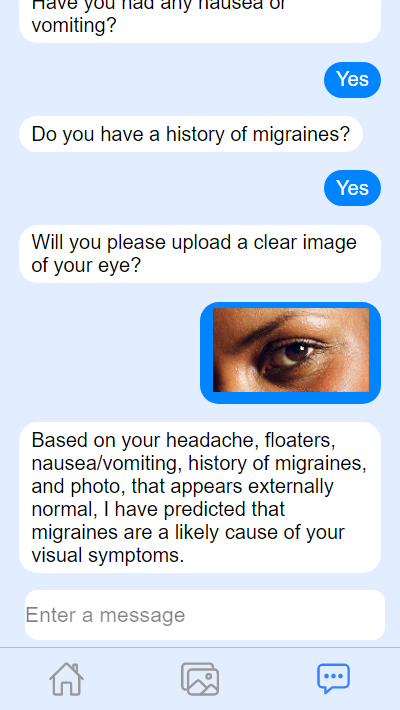 Have you had any nausea or
vomiting?
Yes
Do you have a history of migraines?
Yes
Will you please upload a clear image
of your eye?
Based on your headache, floaters,
nausea/vomiting, history of migraines,
and photo, that appears externally
normal, I have predicted that
migraines are a likely cause of your
visual symptoms.
Enter a message